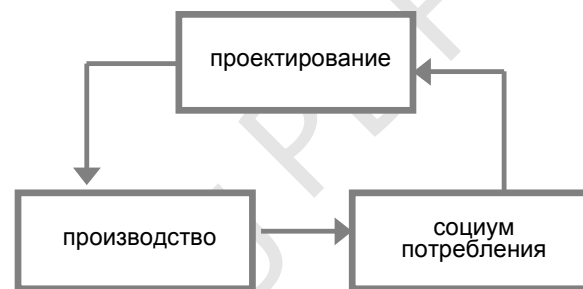 проектирование
производство
социум
потребления